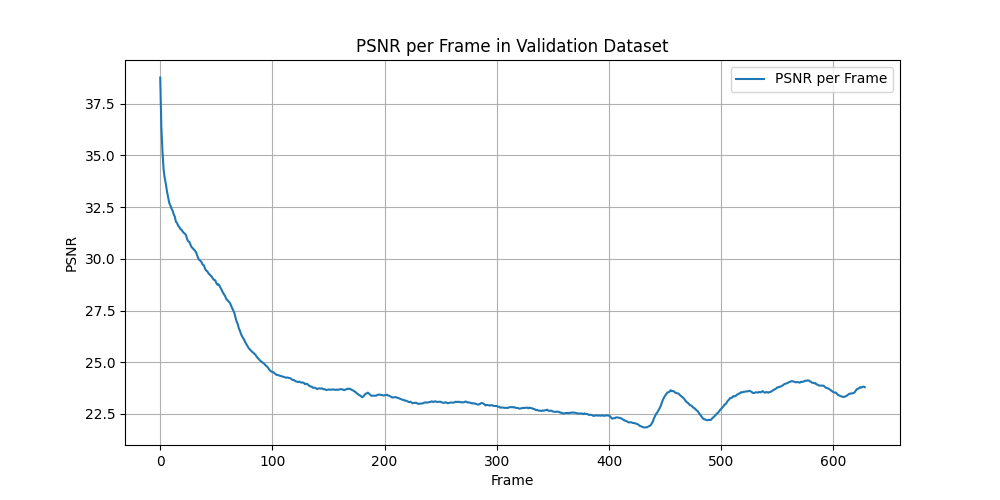 PSNR per Frame in Validation Dataset
PSNR per Frame
37.5
35.0
32.5
30.0
27.5
25.0
22.5
PSNR
0 100 200 300 400 500 600
Frame